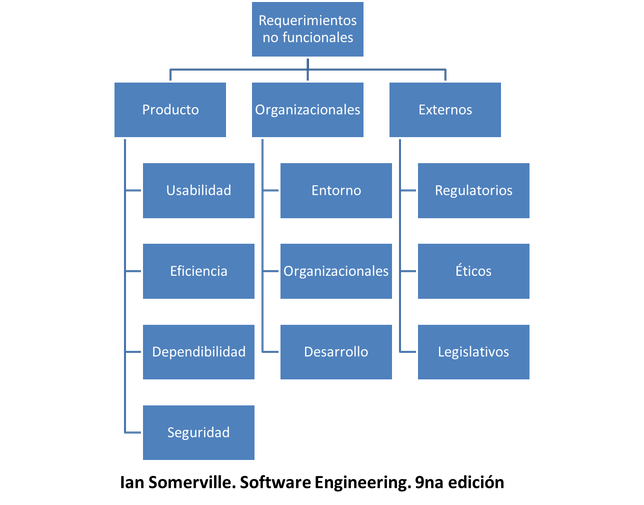 Requerimientos
no funcionales
Producto
Organizacionales
Externos
Usabilidad
Entorno
Regulatorios
Eficiencia
Organizacionales
Éticos
Dependibilidad
Desarrollo
Legislativos
Seguridad
Ian Somerville. Software Engineering. 9na edición